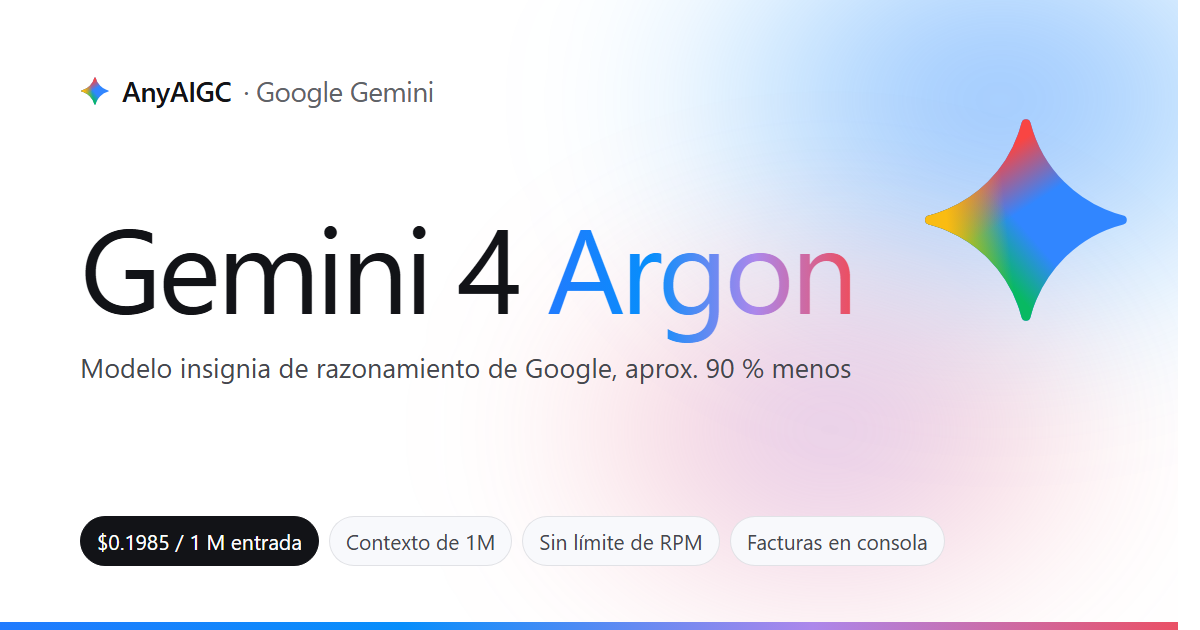 AnyAIGC · Google Gemini
Gemini 4 Argon
Modelo insignia de razonamiento de Google, aprox. 90 % menos
$0.1985 / 1 M entrada
Contexto de 1M
Sin límite de RPM
Facturas en consola